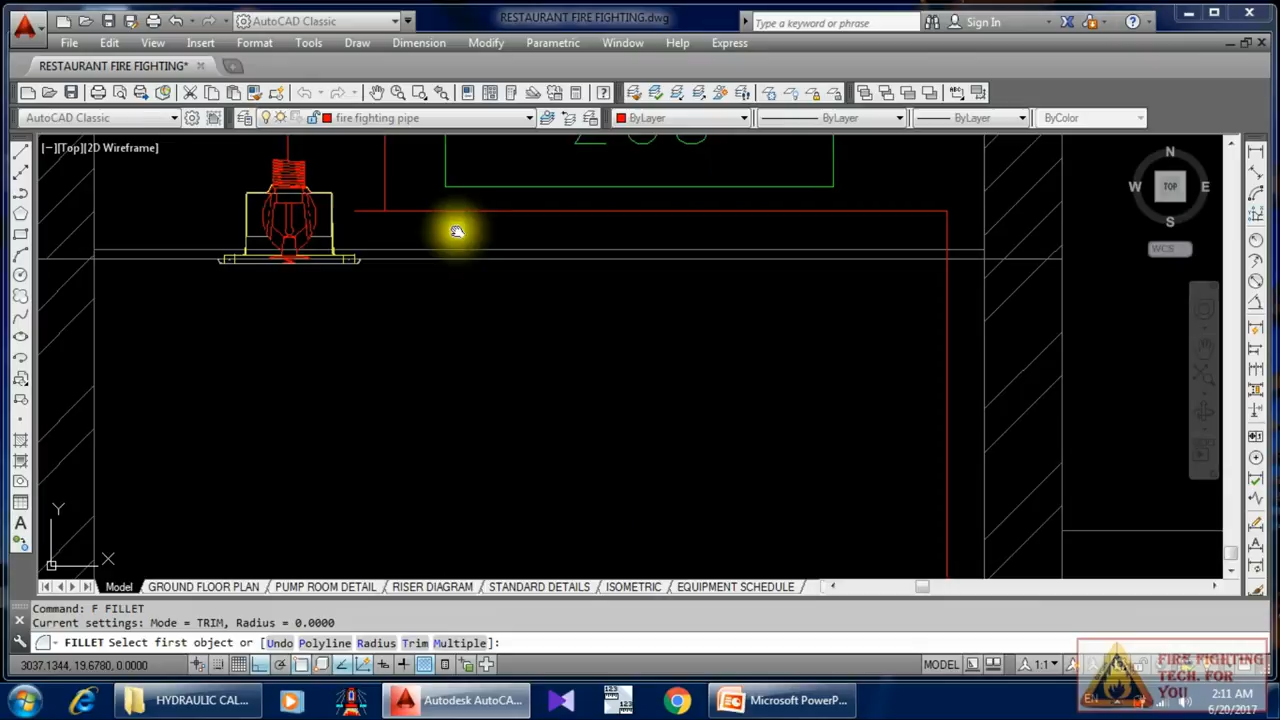 AutoCAD Classic
RESTAURANT FIRE FIGHTING.dwg
Type a keyword or phrase
Sign In
File Edit View Insert Format Tools Draw Dimension Modify Parametric Window Help Express
RESTAURANT FIRE FIGHTING*
AutoCAD Classic
fire fighting pipe
ByLayer
ByLayer
ByLayer
ByColor
[−][Top][2D Wireframe]
N
W TOP E
S
WCS
Y
X
Model GROUND FLOOR PLAN PUMP ROOM DETAIL RISER DIAGRAM STANDARD DETAILS ISOMETRIC EQUIPMENT SCHEDULE
Command: F FILLET
Current settings: Mode = TRIM, Radius = 0.0000
FILLET Select first object or [Undo Polyline Radius Trim Multiple]:
3037.1344, 19.6780, 0.0000
MODEL
1:1
FIRE FIGHTING
TECH. FOR
YOU
HYDRAULIC CAL...
Autodesk AutoCA...
Microsoft PowerP...
EN
2:11 AM
6/20/2017